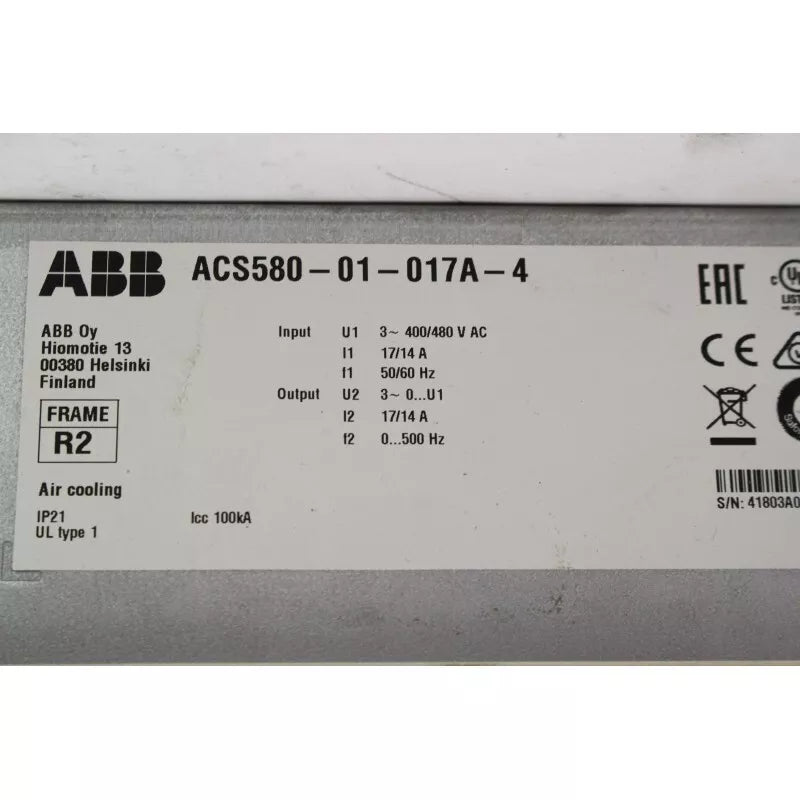 ABB ACS580-01-017A-4
ABB Oy
Hiomotie 13
00380 Helsinki
Finland
FRAME
R2
Air cooling
IP21
UL type 1
Icc 100kA
Input U1 3~ 400/480 V AC
I1 17/14 A
f1 50/60 Hz
Output U2 3~ 0...U1
I2 17/14 A
f2 0...500 Hz
EAC
CE
S/N: 41803A0